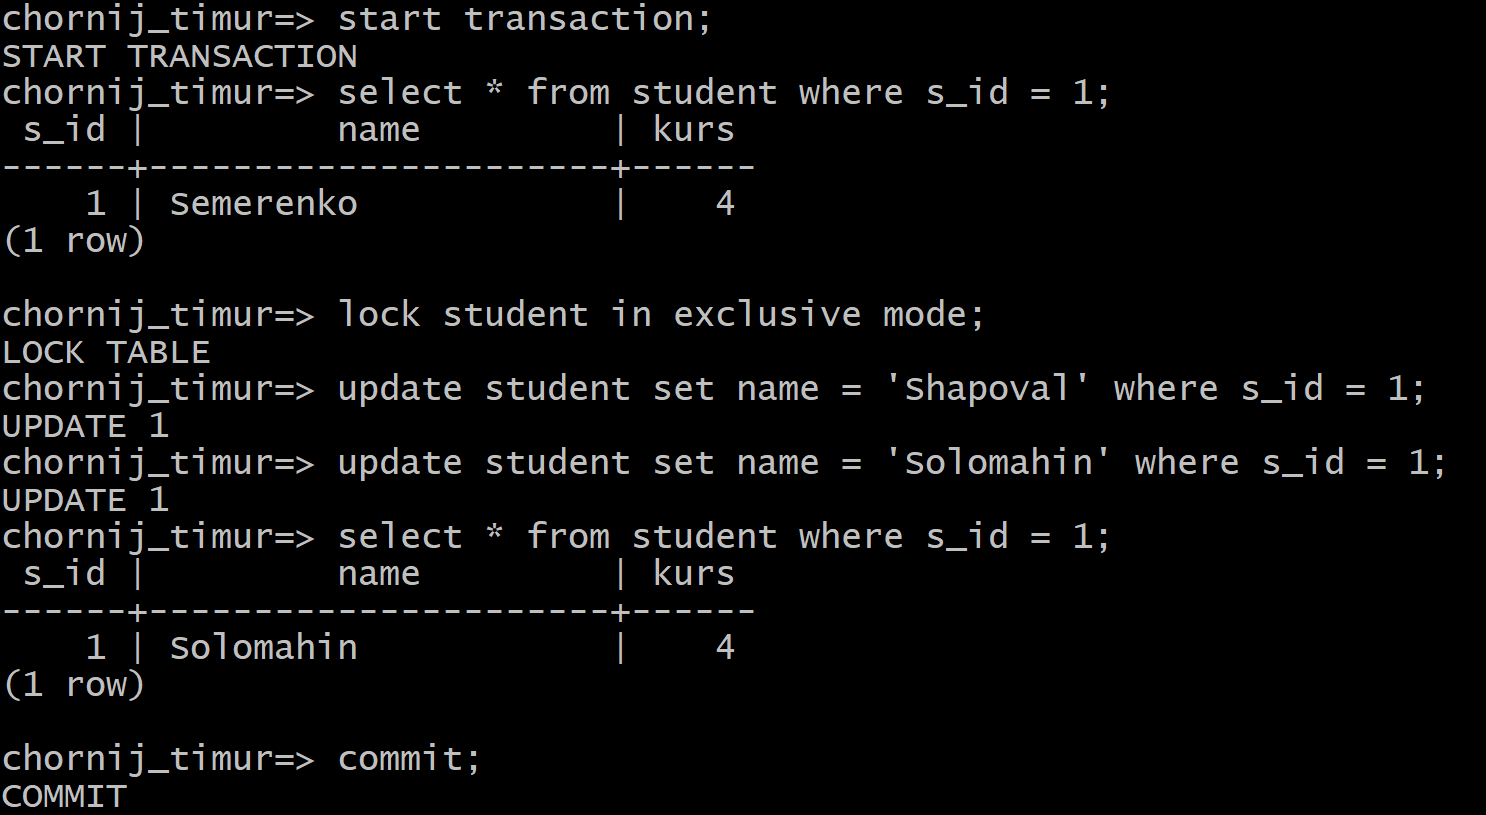 chornij_timur=> start transaction;
START TRANSACTION
chornij_timur=> select * from student where s_id = 1;
 s_id |         name         | kurs
------+----------------------+------
    1 | Semerenko            |    4
(1 row)

chornij_timur=> lock student in exclusive mode;
LOCK TABLE
chornij_timur=> update student set name = 'Shapoval' where s_id = 1;
UPDATE 1
chornij_timur=> update student set name = 'Solomahin' where s_id = 1;
UPDATE 1
chornij_timur=> select * from student where s_id = 1;
 s_id |         name         | kurs
------+----------------------+------
    1 | Solomahin            |    4
(1 row)

chornij_timur=> commit;
COMMIT